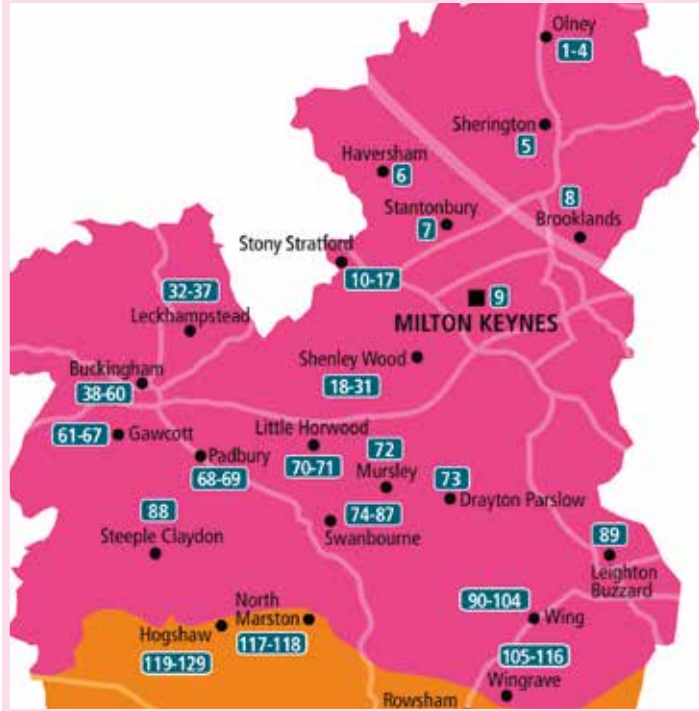 Olney
1-4
Sherington
5
Haversham
6
8
Stantonbury
7
Brooklands
Stony Stratford
10-17
9
MILTON KEYNES
32-37
Leckhampstead
Shenley Wood
18-31
Buckingham
38-60
61-67
Gawcott
Little Horwood
70-71
72
Mursley
Padbury
68-69
73
Drayton Parslow
88
Steeple Claydon
74-87
Swanbourne
89
Leighton
Buzzard
90-104
Wing
North
Marston
117-118
Hogshaw
119-129
105-116
Wingrave
Rowsham